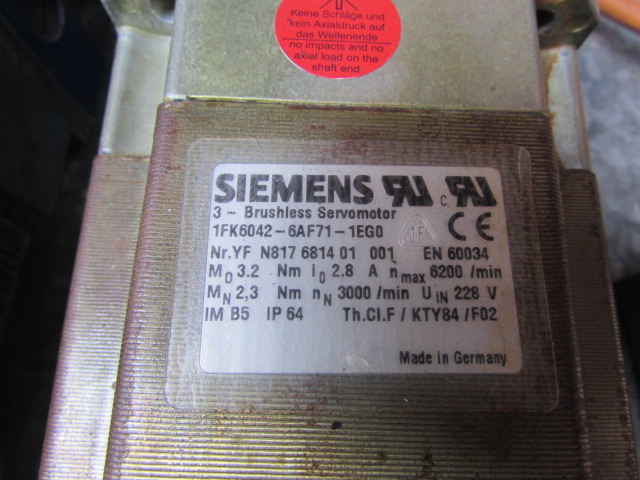 Keine Schläge und
kein Axialdruck auf
das Wellenende
no impacts and no
axial load on the
shaft end
SIEMENS
3 ~ Brushless Servomotor
1FK6042-6AF71-1EG0
Nr.YF N817 6814 01 001 EN 60034
M0 3.2 Nm I0 2.8 A nmax 6200 /min
MN 2,3 Nm nN 3000 /min UIN 228 V
IM B5 IP 64 Th.Cl.F / KTY84 /F02
Made in Germany